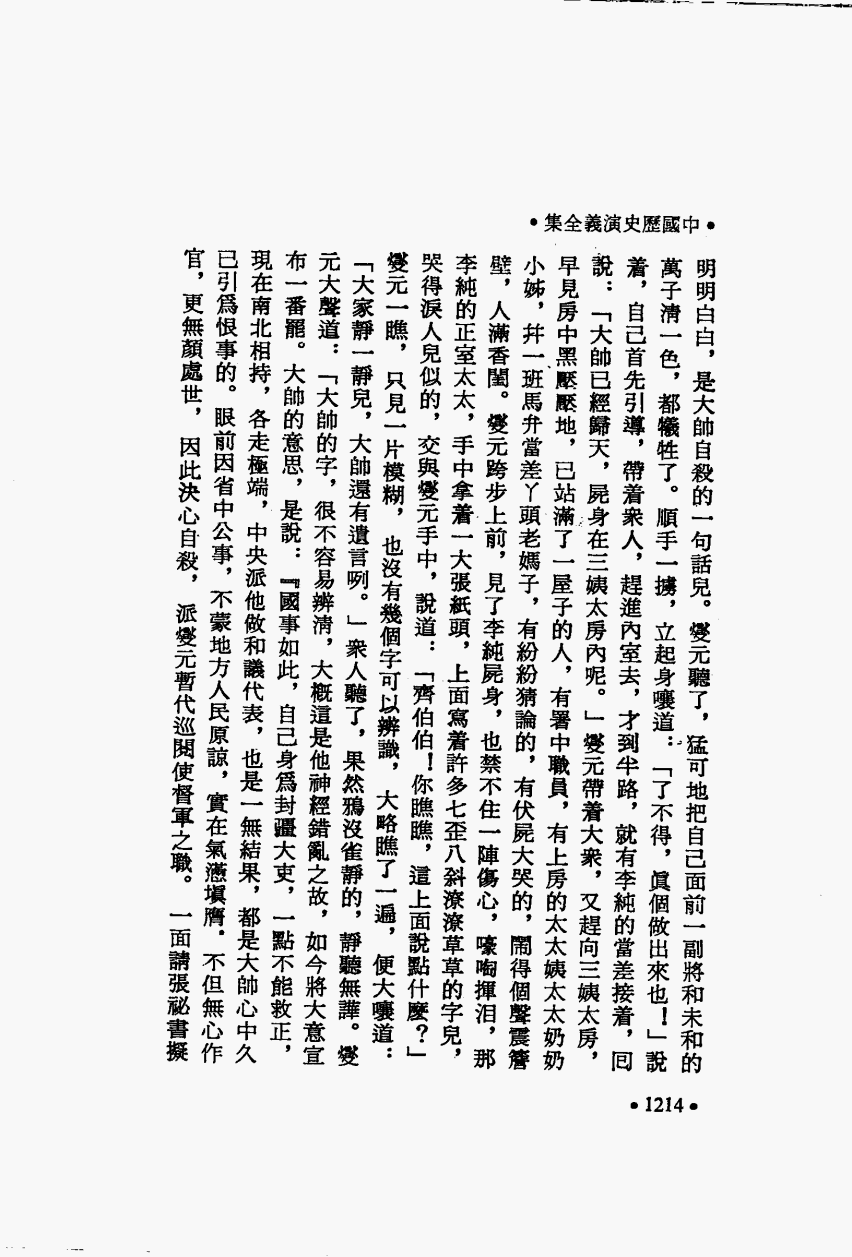 •中國歷史演義全集•
明明白白，是大帥自殺的一句話兒。燮元聽了，猛可地把自己面前一副將和未和的
萬子清一色，都犧牲了。順手一擄，立起身嚷道：「了不得，眞個做出來也！」說
着，自己首先引導，帶着衆人，趕進內室去，才到半路，就有李純的當差接着，囘
說：「大帥已經歸天，屍身在三姨太房內呢。」燮元帶着大衆，又趕向三姨太房，
早見房中黑壓壓地，已站滿了一屋子的人，有署中職員，有上房的太太姨太太奶奶
小姊，幷一班馬弁當差丫頭老媽子，有紛紛猜論的，有伏屍大哭的，鬧得個聲震簷
壁，人滿香閨。燮元跨步上前，見了李純屍身，也禁不住一陣傷心，嚎啕揮泪，那
李純的正室太太，手中拿着一大張紙頭，上面寫着許多七歪八斜潦潦草草的字兒，
哭得淚人兒似的，交與燮元手中，說道：「齊伯伯！你瞧瞧，這上面說點什麼？」
燮元一瞧，只見一片模糊，也沒有幾個字可以辨識，大略瞧了一遍，便大嚷道：
「大家靜一靜兒，大帥還有遺言咧。」衆人聽了，果然鴉沒雀靜的，靜聽無譁。燮
元大聲道：「大帥的字，很不容易辨清，大概這是他神經錯亂之故，如今將大意宣
布一番罷。大帥的意思，是說：『國事如此，自己身爲封疆大吏，一點不能救正，
現在南北相持，各走極端，中央派他做和議代表，也是一無結果，都是大帥心中久
已引爲恨事的。眼前因省中公事，不蒙地方人民原諒，實在氣懣塡膺．不但無心作
官，更無顏處世，因此決心自殺，派燮元暫代巡閱使督軍之職。一面請張祕書擬
•1214•